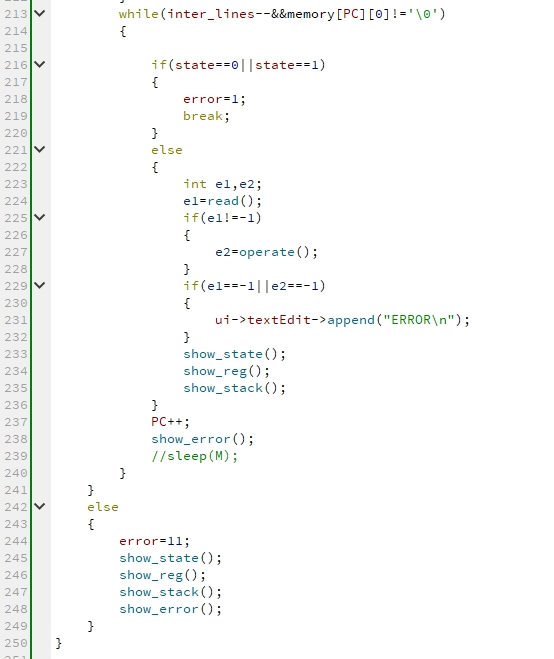 213 while(inter_lines--&&memory[PC][0]!='\0')
214 {
215
216 if(state==0||state==1)
217 {
218 error=1;
219 break;
220 }
221 else
222 {
223 int e1,e2;
224 e1=read();
225 if(e1!=-1)
226 {
227 e2=operate();
228 }
229 if(e1==-1||e2==-1)
230 {
231 ui->textEdit->append("ERROR\n");
232 }
233 show_state();
234 show_reg();
235 show_stack();
236 }
237 PC++;
238 show_error();
239 //sleep(M);
240 }
241 }
242 else
243 {
244 error=11;
245 show_state();
246 show_reg();
247 show_stack();
248 show_error();
249 }
250 }